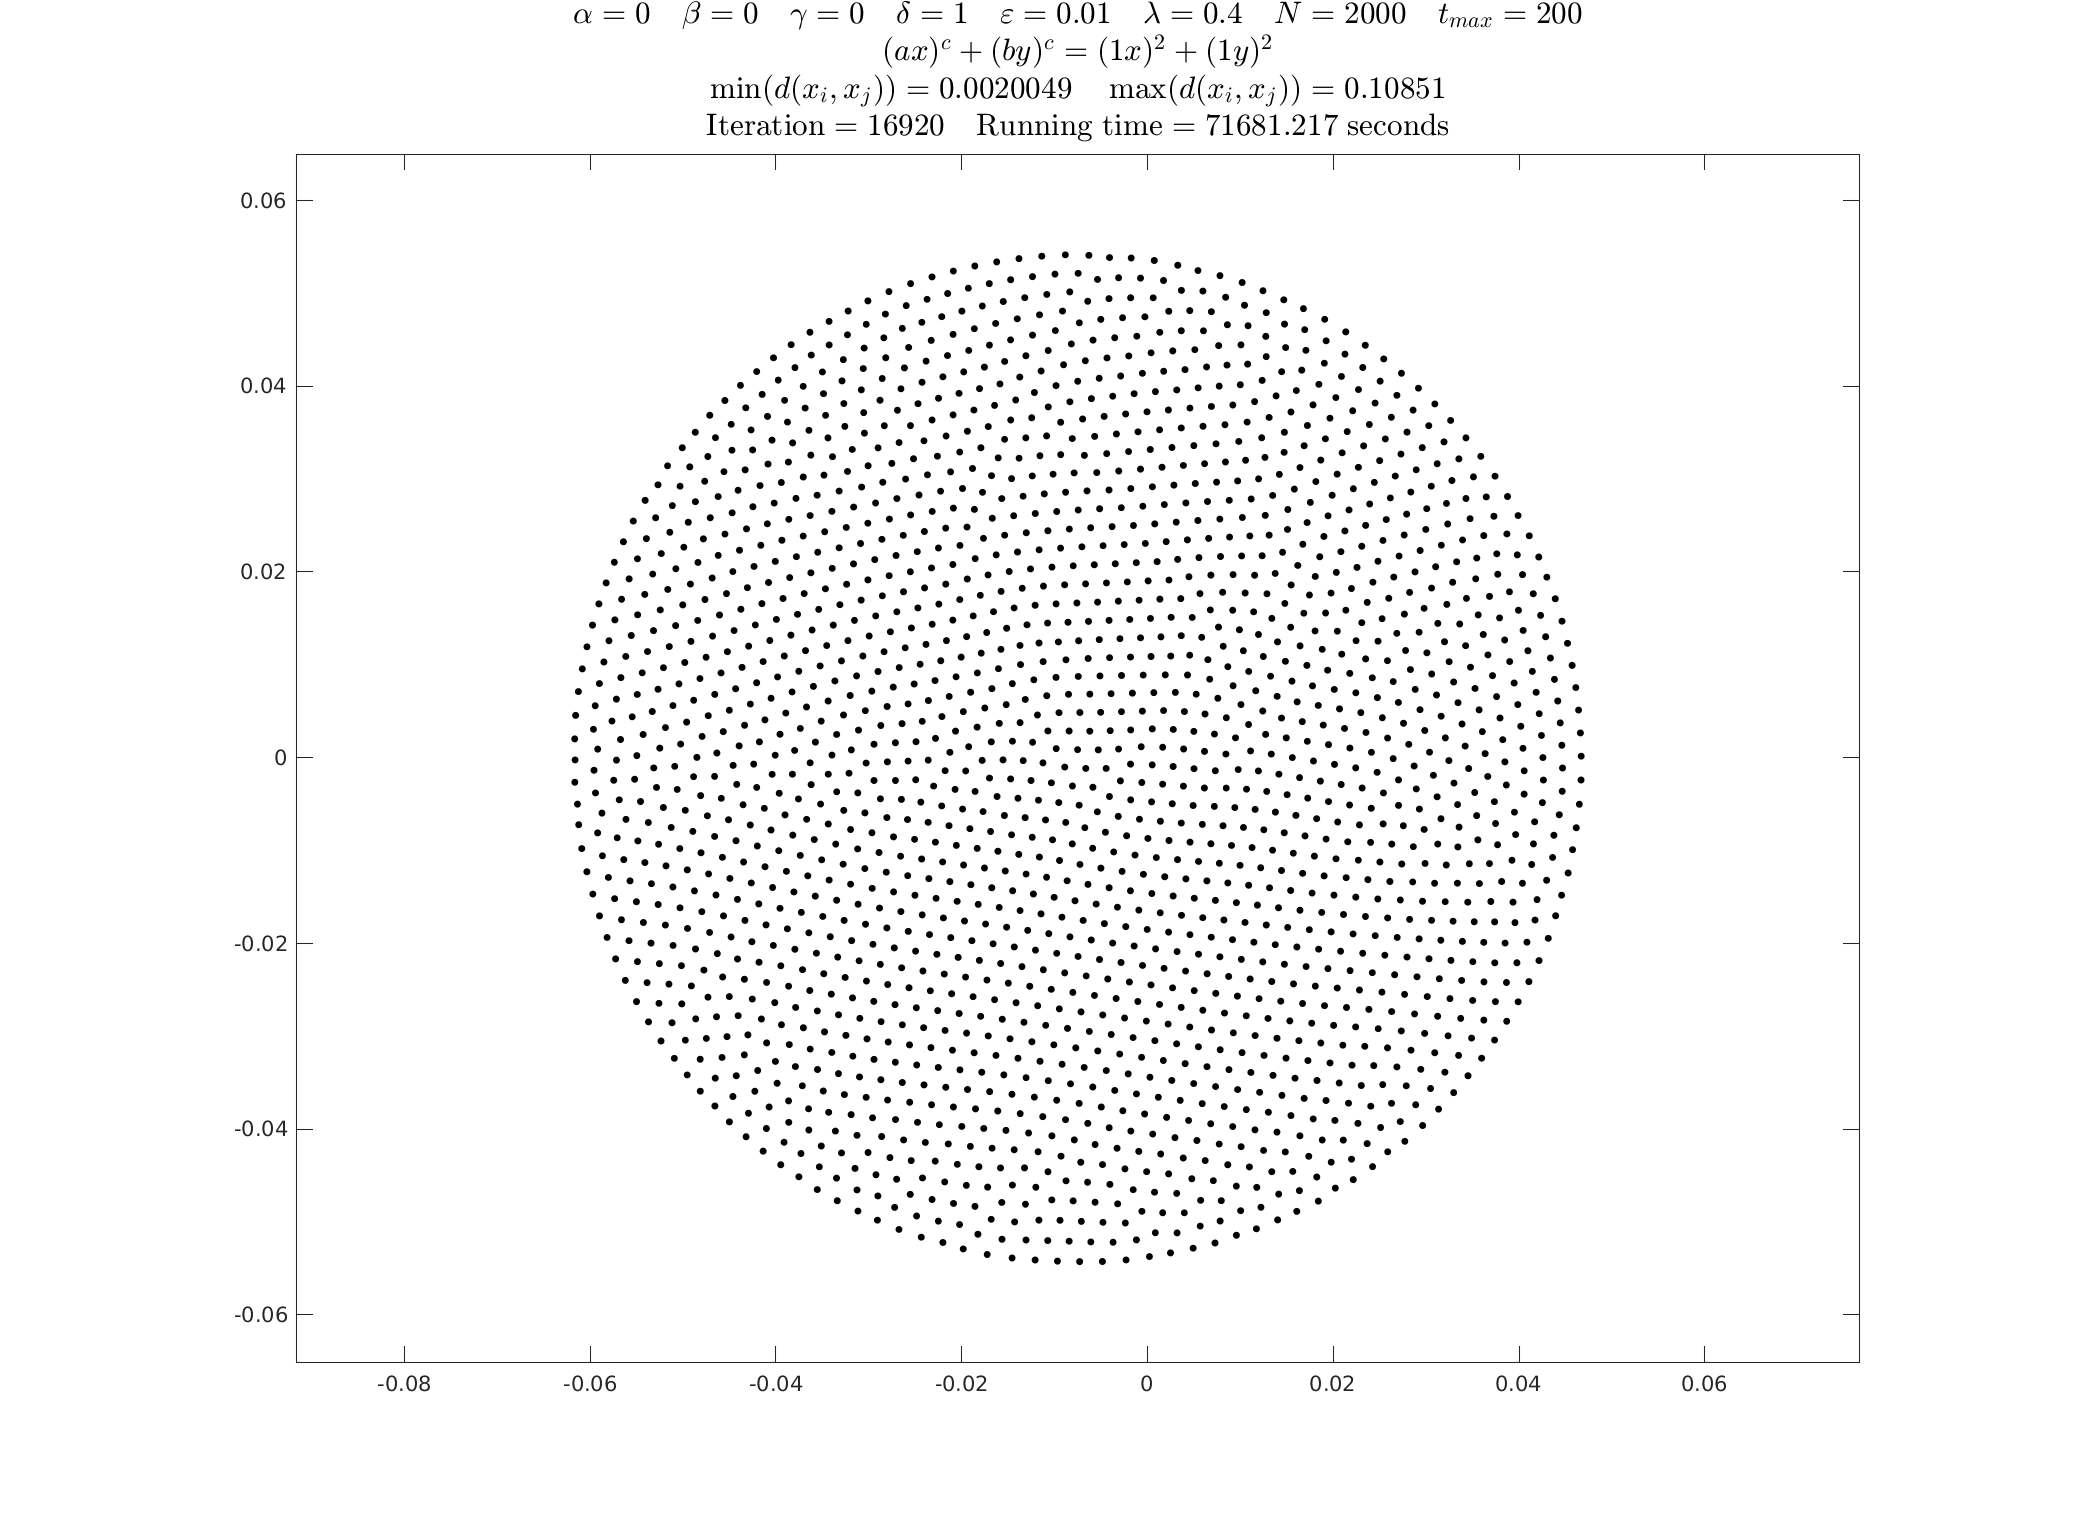 α = 0 β = 0 γ = 0 δ = 1 ε = 0.01 λ = 0.4 N = 2000 t_{max} = 200
(ax)^c + (by)^c = (1x)^2 + (1y)^2
min(d(x_i, x_j)) = 0.0020049 max(d(x_i, x_j)) = 0.10851
Iteration = 16920 Running time = 71681.217 seconds
0.06
0.04
0.02
0
-0.02
-0.04
-0.06
-0.08 -0.06 -0.04 -0.02 0 0.02 0.04 0.06